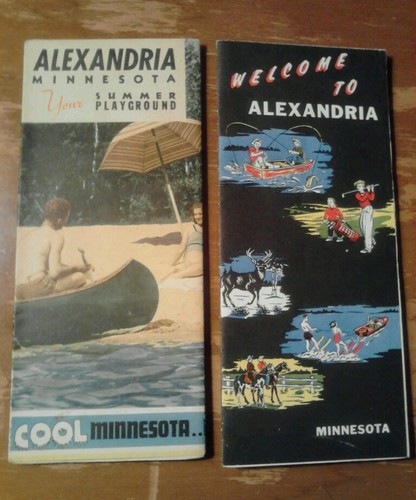 ALEXANDRIA
MINNESOTA
Your SUMMER
PLAYGROUND
COOL MINNESOTA..
WELCOME
TO
ALEXANDRIA
MINNESOTA